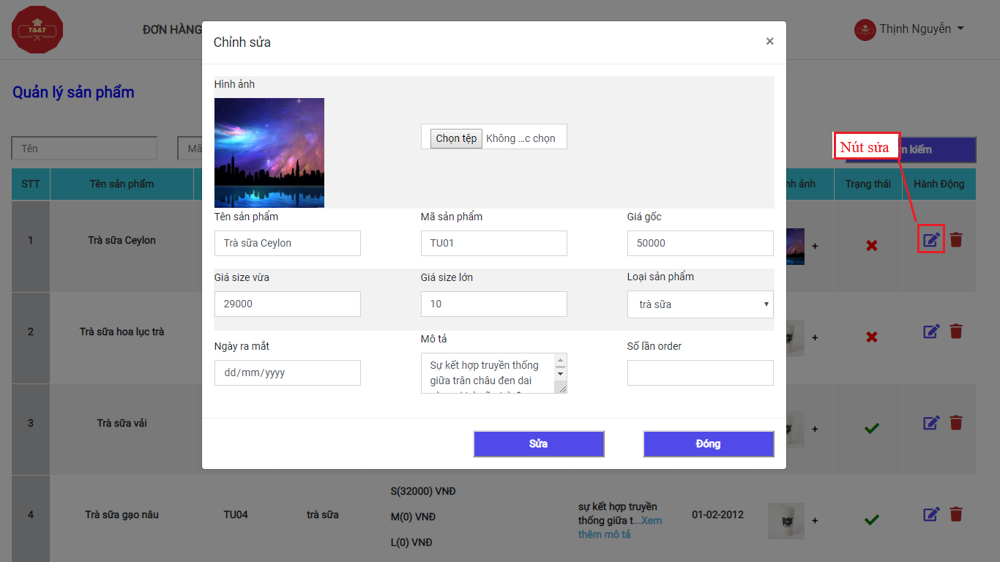 T&&T
ĐƠN HÀNG
Thịnh Nguyễn
Chỉnh sửa
×
Quản lý sản phẩm
Hình ảnh
Chọn tệp Không ...c chọn
Nút sửa
Tên
Mã
m kiếm
STT
Tên sản phẩm
nh ảnh
Trạng thái
Hành Động
Tên sản phẩm
Mã sản phẩm
Giá gốc
Trà sữa Ceylon
TU01
50000
1
Trà sữa Ceylon
+
Giá size vừa
Giá size lớn
Loại sản phẩm
29000
10
trà sữa
2
Trà sữa hoa lục trà
+
Ngày ra mắt
Mô tả
Số lần order
dd/mm/yyyy
Sự kết hợp truyền thống
giữa trân châu đen dai
3
Trà sữa vải
+
Sửa
Đóng
4
Trà sữa gạo nâu
TU04
trà sữa
S(32000) VNĐ
M(0) VNĐ
L(0) VNĐ
sự kết hợp truyền
thống giữa t...Xem
thêm mô tả
01-02-2012
+